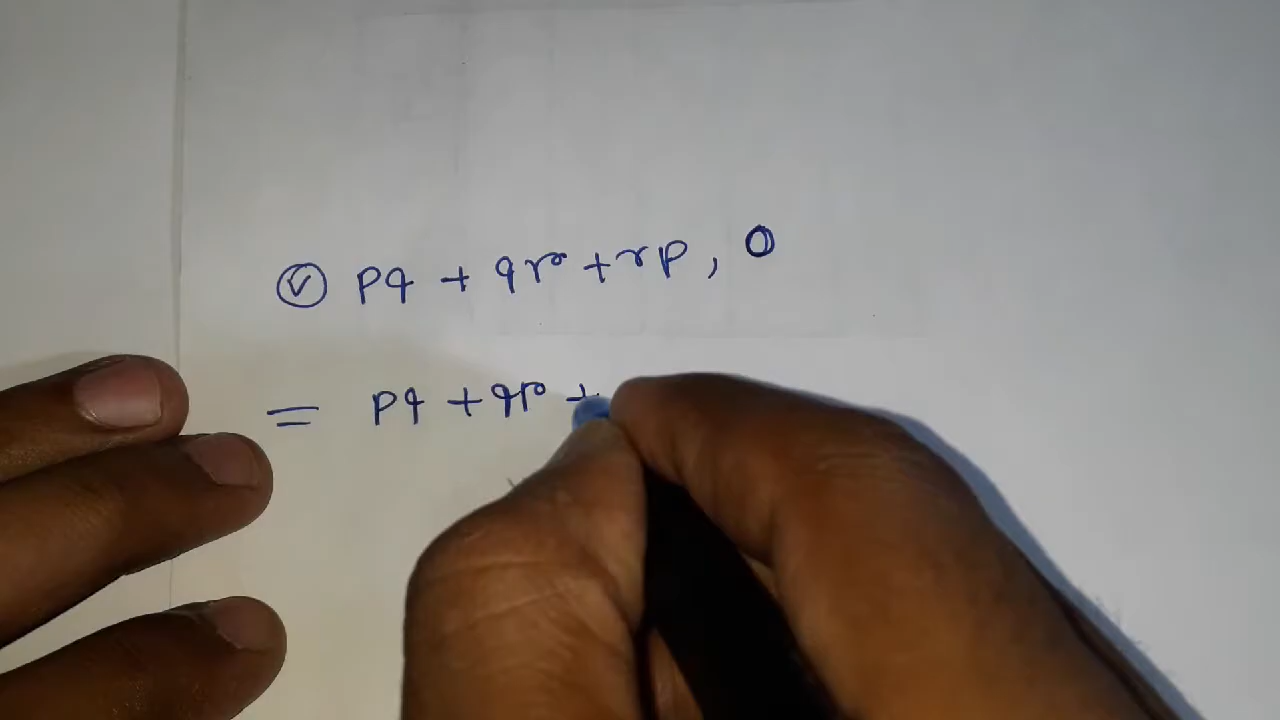 (v) pq + qr + rp, 0
= pq + qr +